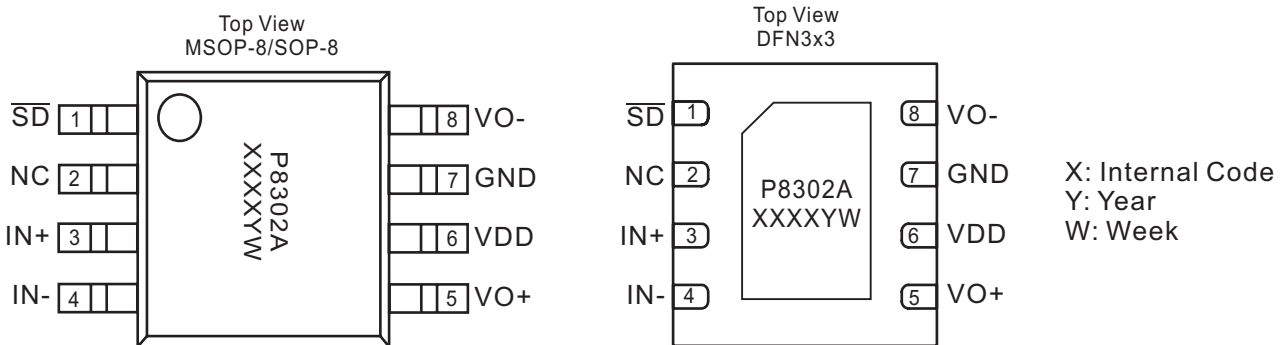 Top View
MSOP-8/SOP-8
SD 1
NC 2
IN+ 3
IN- 4
P8302A
XXXXYW
8 VO-
7 GND
6 VDD
5 VO+
Top View
DFN3x3
SD 1
NC 2
IN+ 3
IN- 4
P8302A
XXXXYW
8 VO-
7 GND
6 VDD
5 VO+
X: Internal Code
Y: Year
W: Week